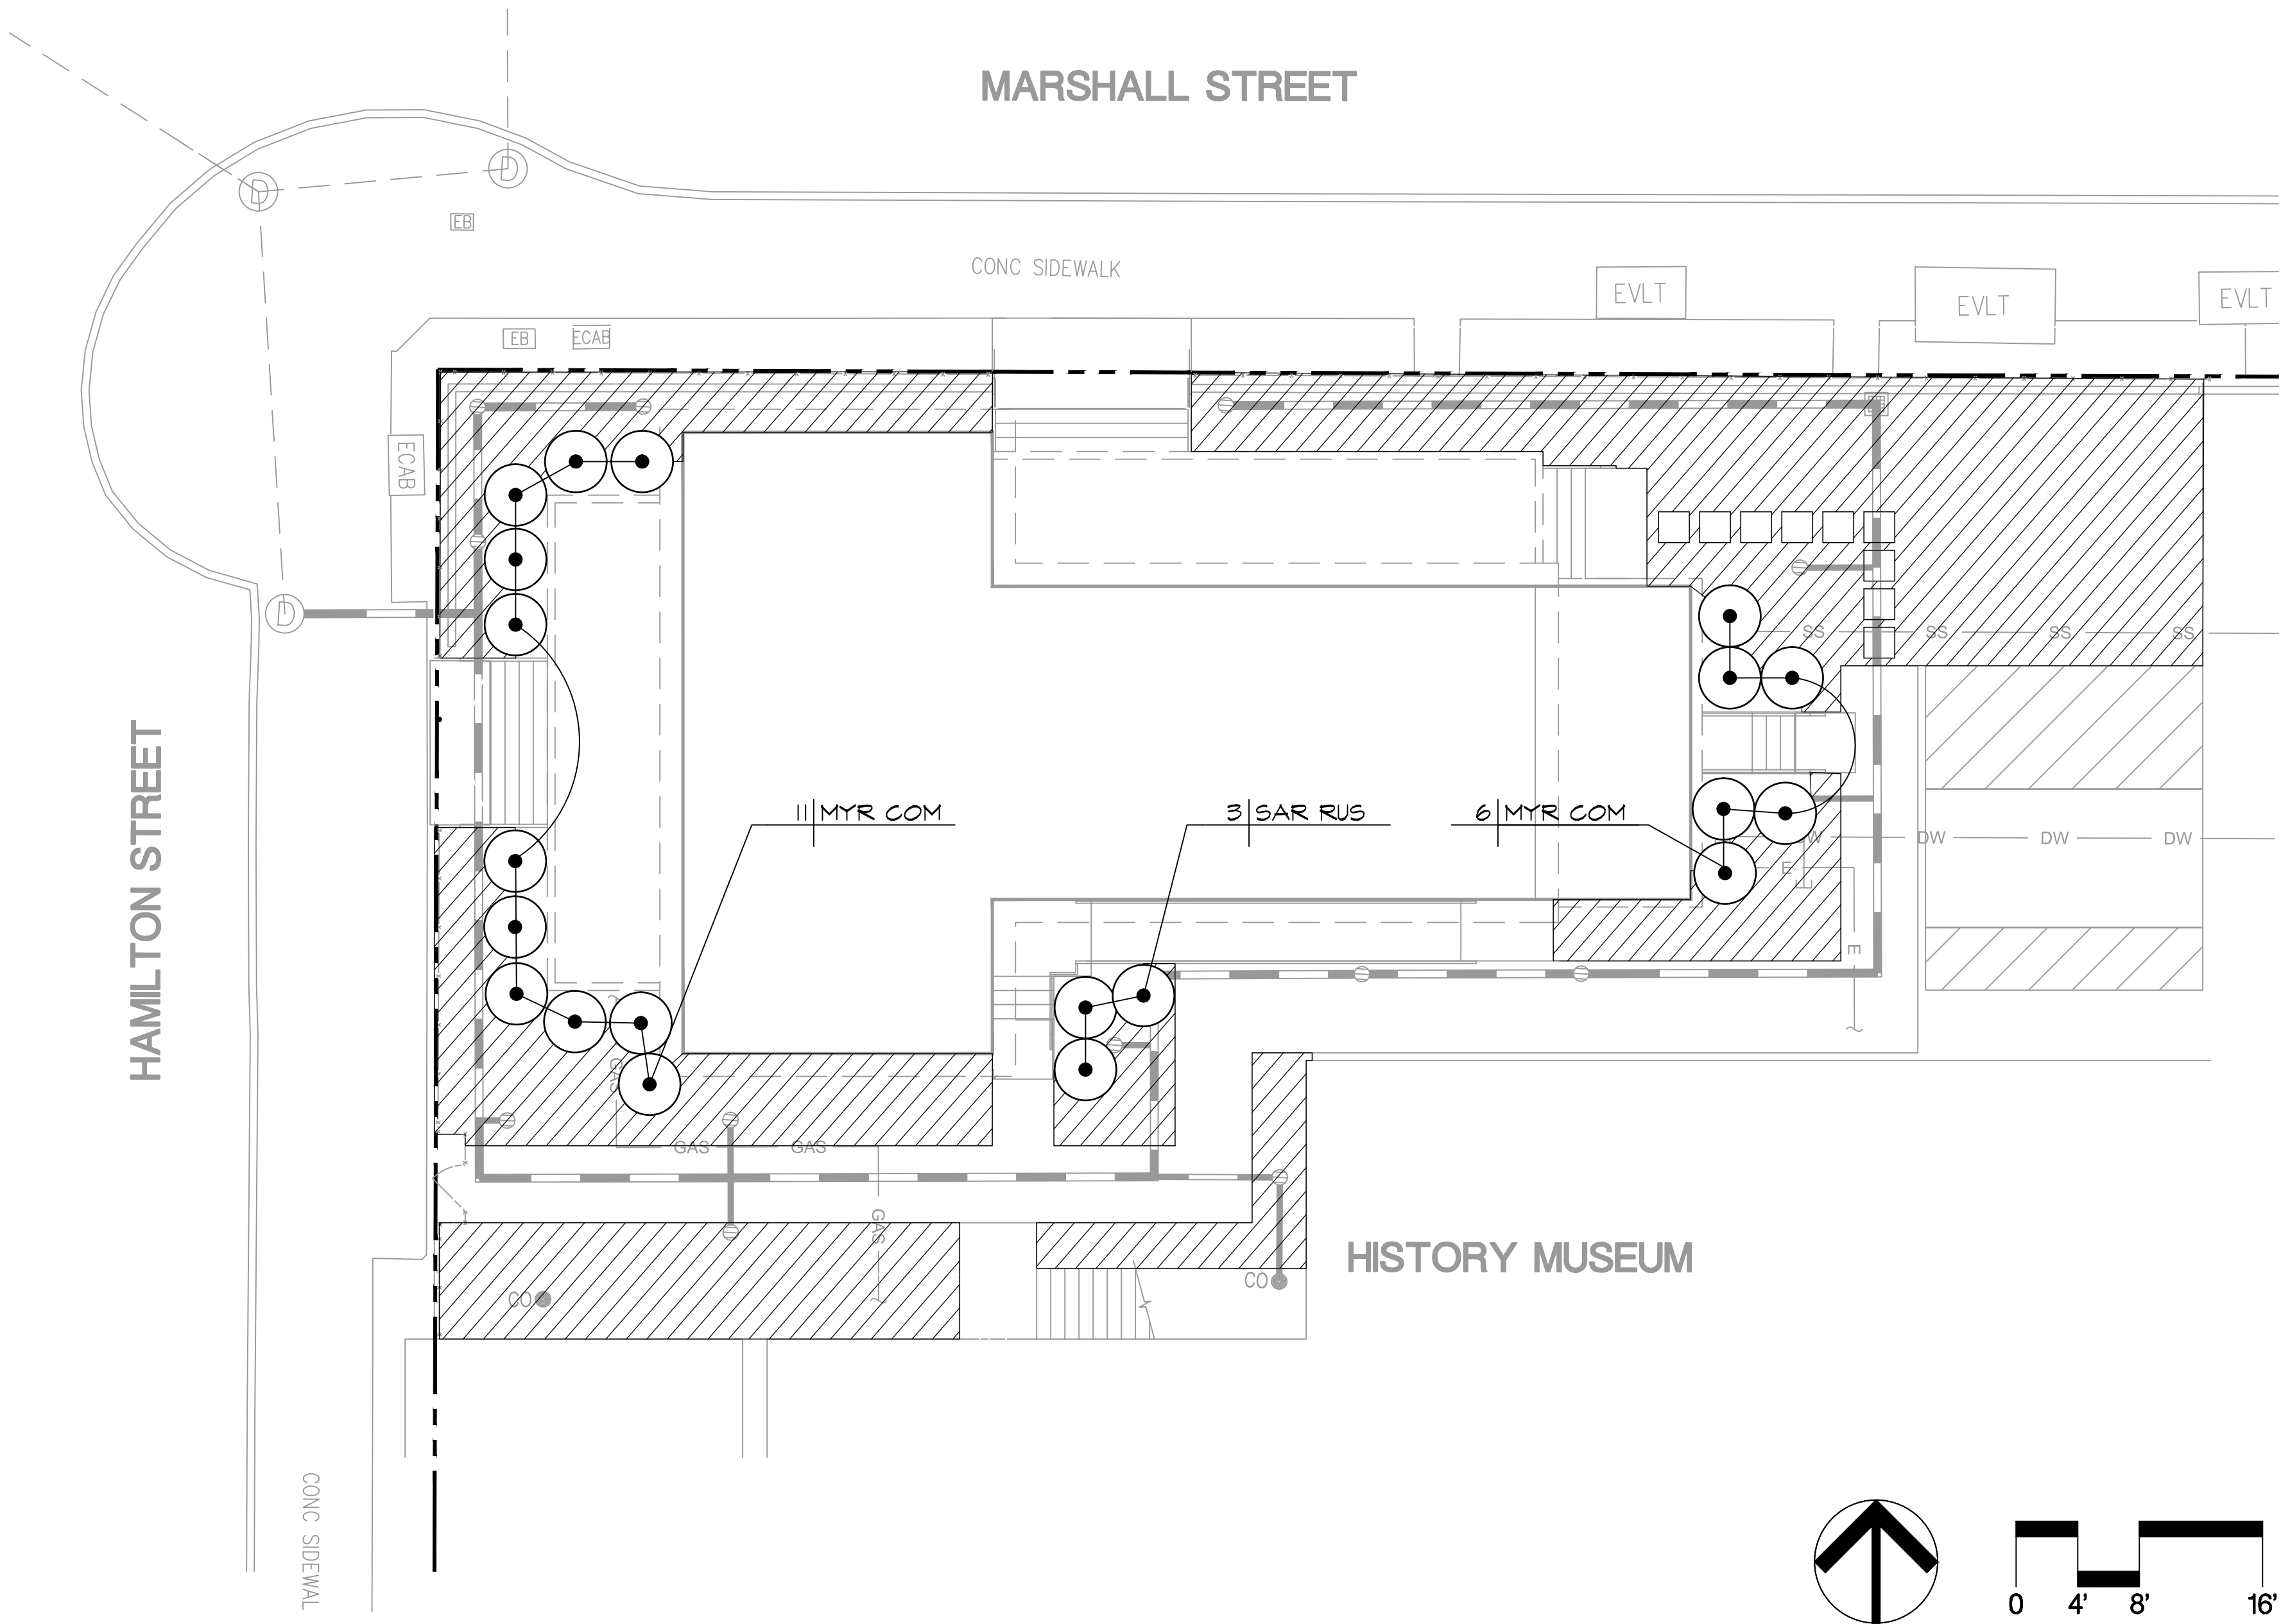 MARSHALL STREET
D
D
EB
CONC SIDEWALK
EVLT
EVLT
EVLT
EB
ECAB
ECAB
D
SS
SS
SS
SS
HAMILTON STREET
11 MYR COM
3 SAR RUS
6 MYR COM
DW
DW
DW
E
E
GAS
GAS
GAS
GAS
HISTORY MUSEUM
CO
CO
CONC SIDEWAL
0 4' 8' 16'